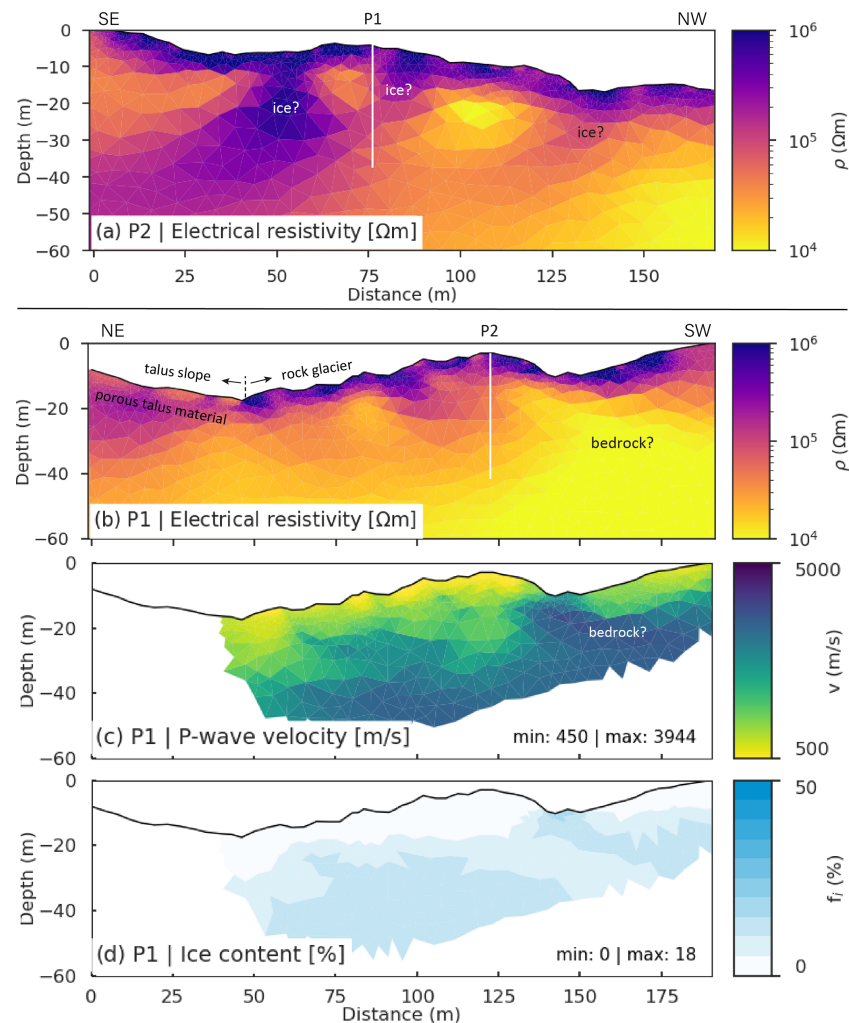 SE P1 NW
0
−10
−20
−30
−40
−50
−60
Depth (m)
ice?
ice?
ice?
(a) P2 | Electrical resistivity [Ωm]
0 25 50 75 100 125 150
Distance (m)
10⁶
10⁵
10⁴
ρ (Ωm)
NE P2 SW
0
−20
−40
−60
Depth (m)
talus slope
rock glacier
porous talus material
bedrock?
(b) P1 | Electrical resistivity [Ωm]
10⁶
10⁵
10⁴
ρ (Ωm)
0
−20
−40
−60
Depth (m)
bedrock?
(c) P1 | P-wave velocity [m/s]
min: 450 | max: 3944
5000
500
v (m/s)
0
−20
−40
−60
Depth (m)
(d) P1 | Ice content [%]
min: 0 | max: 18
50
0
fᵢ (%)
0 25 50 75 100 125 150 175
Distance (m)